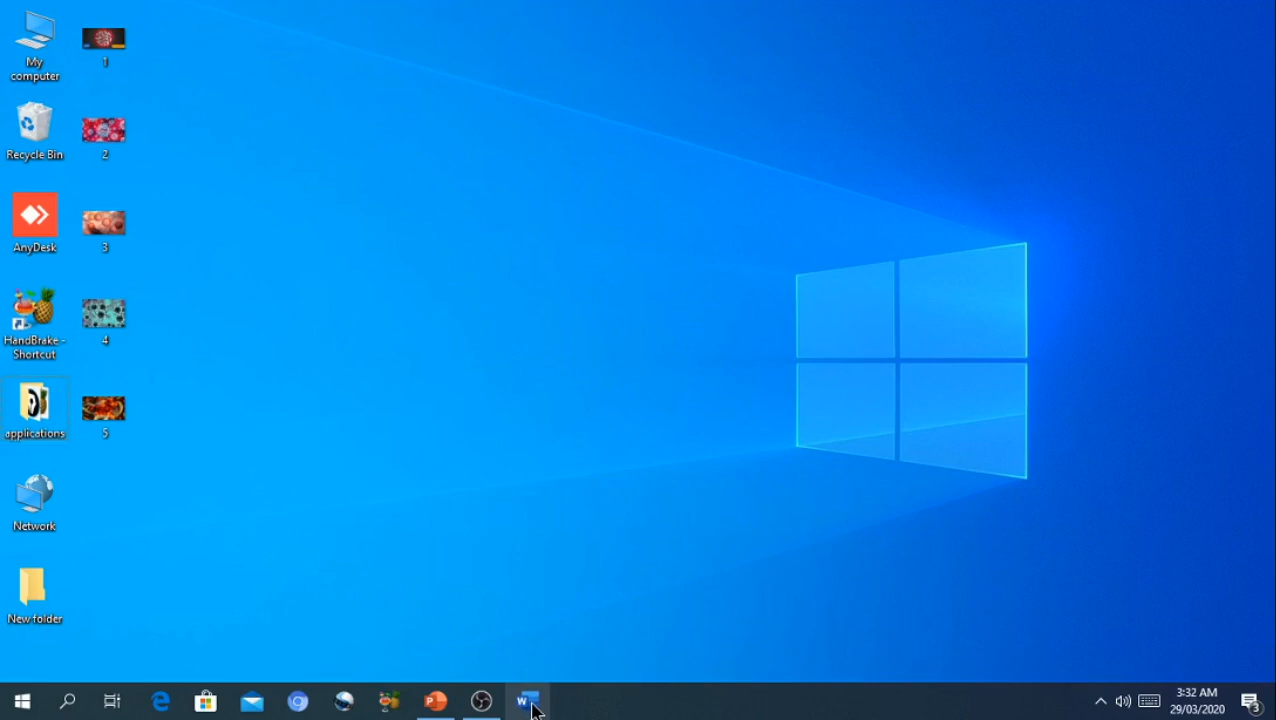 My
computer
1
Recycle Bin
2
AnyDesk
3
HandBrake -
Shortcut
4
applications
5
Network
New folder
P
W
3:32 AM
29/03/2020
3